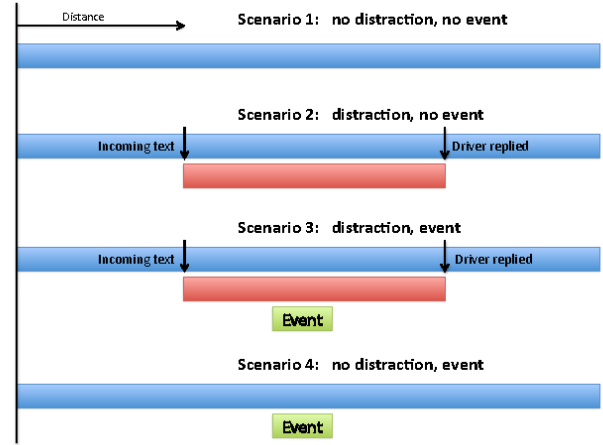 Distance
Scenario 1: no distraction, no event
Scenario 2: distraction, no event
Incoming text
Driver replied
Scenario 3: distraction, event
Incoming text
Driver replied
Event
Scenario 4: no distraction, event
Event